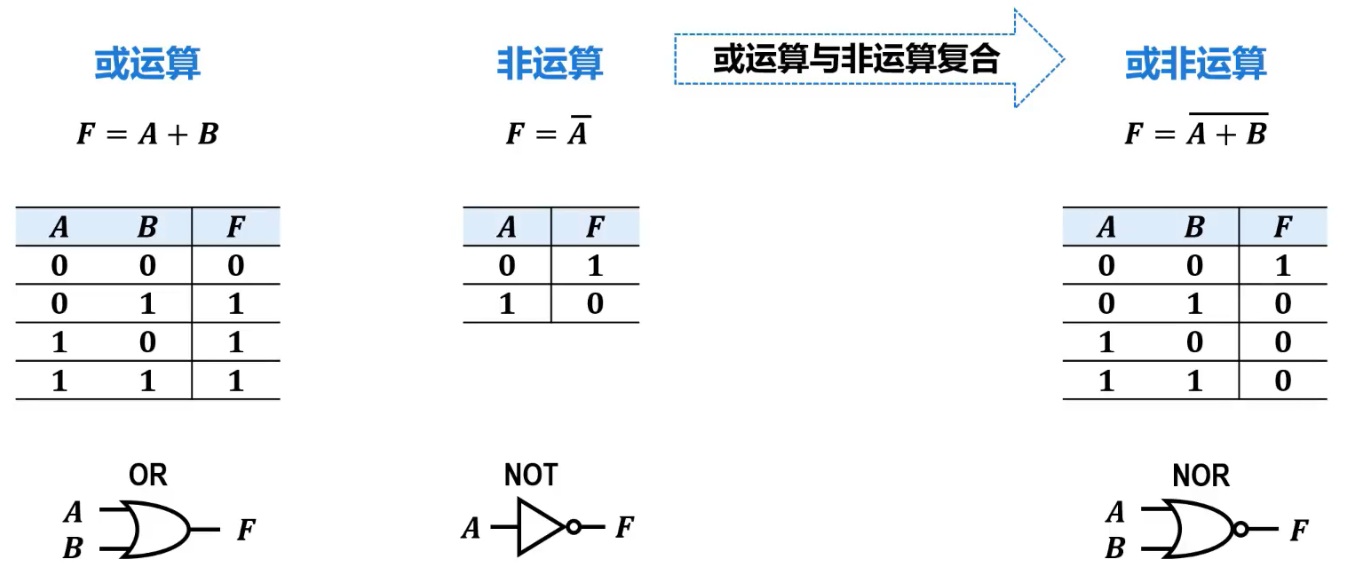 或运算 非运算 或运算与非运算复合 或非运算
F = A + B F = A̅ F = \overline{A + B}
A B F A F A B F
0 0 0 0 1 0 0 1
0 1 1 1 0 0 1 0
1 0 1 1 0 0
1 1 1 1 1 0
OR NOT NOR
A F A F A F
B B